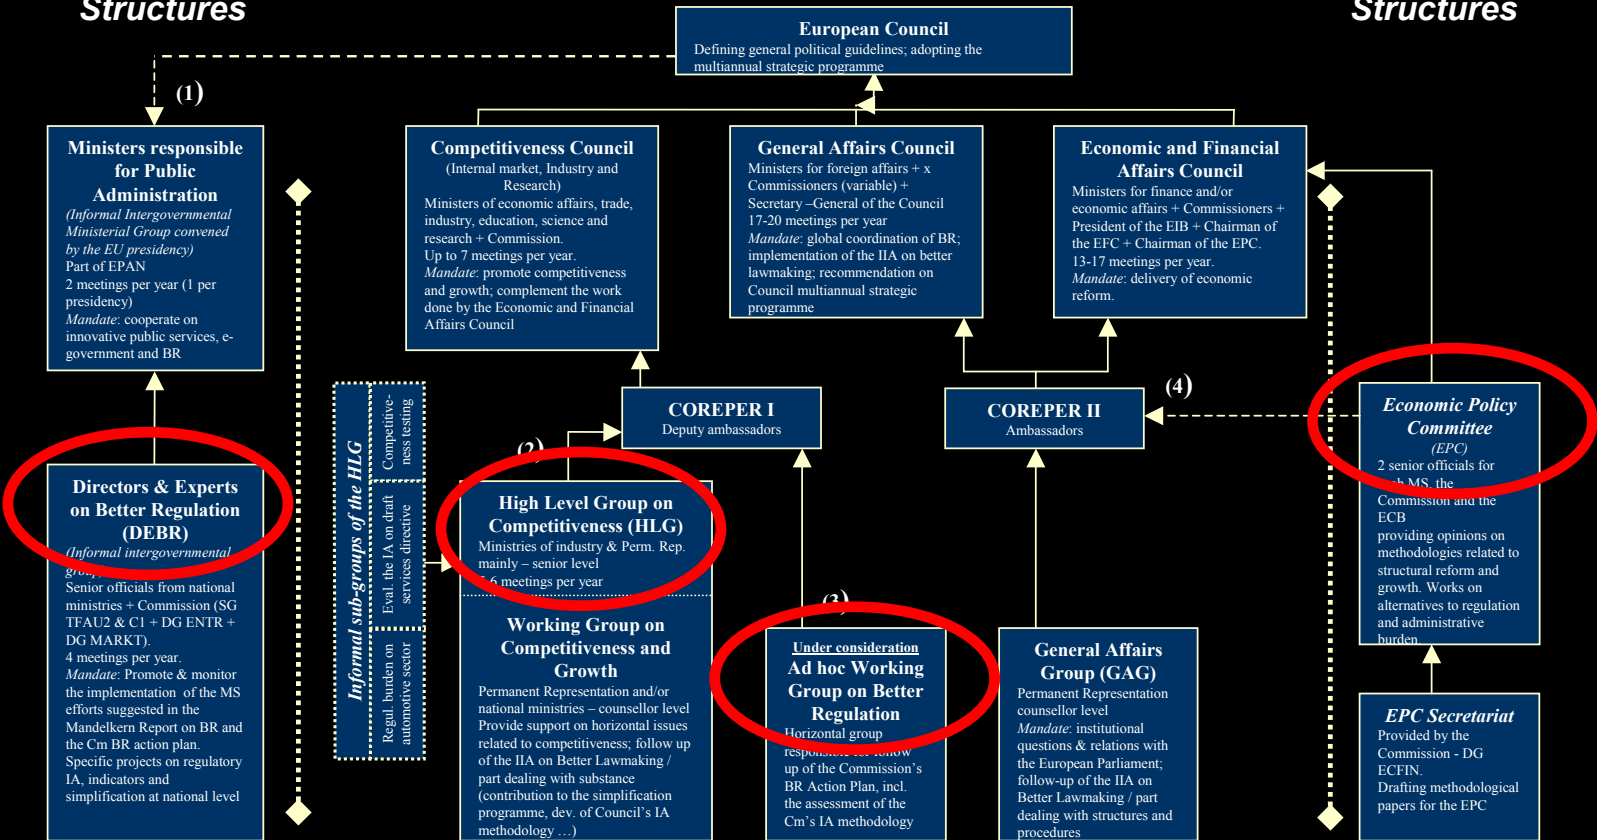 Structures
Structures
European Council
Defining general political guidelines; adopting the
multiannual strategic programme
(1)
Ministers responsible
for Public
Administration
(Informal Intergovernmental
Ministerial Group convened
by the EU presidency)
Part of EPAN
2 meetings per year (1 per
presidency)
Mandate: cooperate on
innovative public services, e-
government and BR
Competitiveness Council
(Internal market, Industry and
Research)
Ministers of economic affairs, trade,
industry, education, science and
research + Commission.
Up to 7 meetings per year.
Mandate: promote competitiveness
and growth; complement the work
done by the Economic and Financial
Affairs Council
General Affairs Council
Ministers for foreign affairs + x
Commissioners (variable) +
Secretary –General of the Council
17-20 meetings per year
Mandate: global coordination of BR;
implementation of the IIA on better
lawmaking; recommendation on
Council multiannual strategic
programme
Economic and Financial
Affairs Council
Ministers for finance and/or
economic affairs + Commissioners +
President of the EIB + Chairman of
the EFC + Chairman of the EPC.
13-17 meetings per year.
Mandate: delivery of economic
reform.
COREPER I
Deputy ambassadors
COREPER II
Ambassadors
(4)
Economic Policy
Committee
(EPC)
2 senior officials for
MS, the
Commission and the
ECB
providing opinions on
methodologies related to
structural reform and
growth. Works on
alternatives to regulation
and administrative
burden
Informal sub-groups of the HLG
Competitive-
ness testing
Eval. the IA on draft
services directive
Regul. burden on
automotive sector
(2)
High Level Group on
Competitiveness (HLG)
Ministries of industry & Perm. Rep.
mainly – senior level
6 meetings per year
Working Group on
Competitiveness and
Growth
Permanent Representation and/or
national ministries – counsellor level
Provide support on horizontal issues
related to competitiveness; follow up
of the IIA on Better Lawmaking /
part dealing with substance
(contribution to the simplification
programme, dev. of Council's IA
methodology …)
Directors & Experts
on Better Regulation
(DEBR)
(Informal intergovernmental
group)
Senior officials from national
ministries + Commission (SG
TFAU2 & C1 + DG ENTR +
DG MARKT).
4 meetings per year.
Mandate: Promote & monitor
the implementation of the MS
efforts suggested in the
Mandelkern Report on BR and
the Cm BR action plan.
Specific projects on regulatory
IA, indicators and
simplification at national level
(3)
Under consideration
Ad hoc Working
Group on Better
Regulation
Horizontal group
responsible for follow
up of the Commission's
BR Action Plan, incl.
the assessment of the
Cm's IA methodology
General Affairs
Group (GAG)
Permanent Representation
counsellor level
Mandate: institutional
questions & relations with
the European Parliament;
follow-up of the IIA on
Better Lawmaking / part
dealing with structures and
procedures
EPC Secretariat
Provided by the
Commission - DG
ECFIN.
Drafting methodological
papers for the EPC